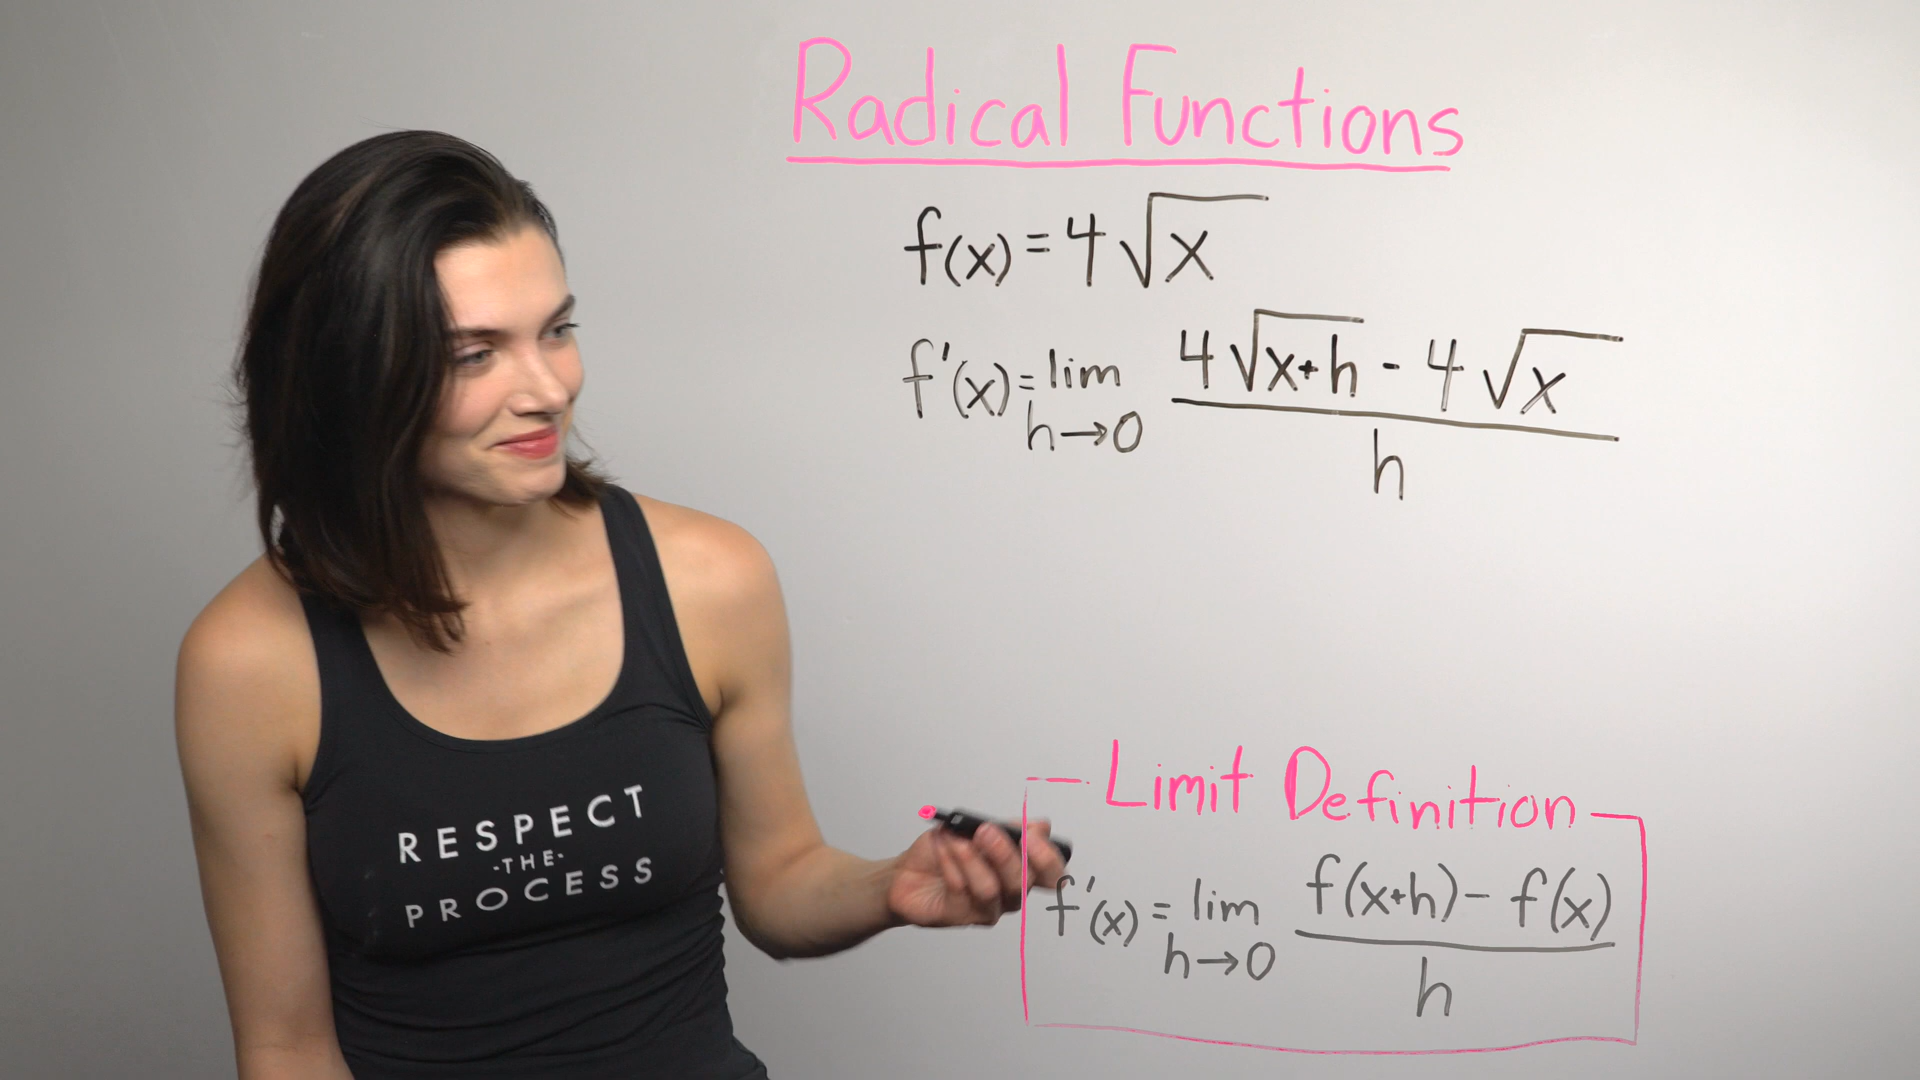 Radical Functions
f(x) = 4√x
f'(x) = lim h→0 (4√x+h - 4√x) / h
RESPECT
-THE-
PROCESS
Limit Definition
f'(x) = lim h→0 (f(x+h) - f(x)) / h